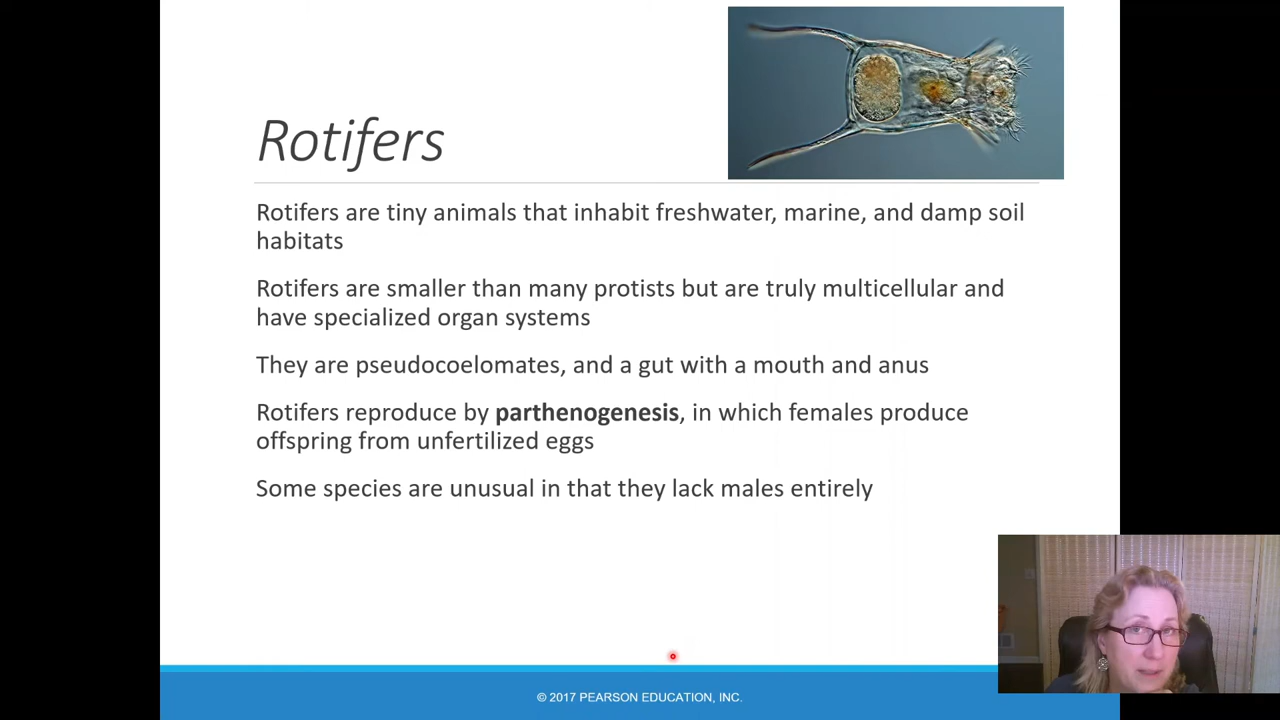 Rotifers
Rotifers are tiny animals that inhabit freshwater, marine, and damp soil
habitats
Rotifers are smaller than many protists but are truly multicellular and
have specialized organ systems
They are pseudocoelomates, and a gut with a mouth and anus
Rotifers reproduce by parthenogenesis, in which females produce
offspring from unfertilized eggs
Some species are unusual in that they lack males entirely
© 2017 PEARSON EDUCATION, INC.